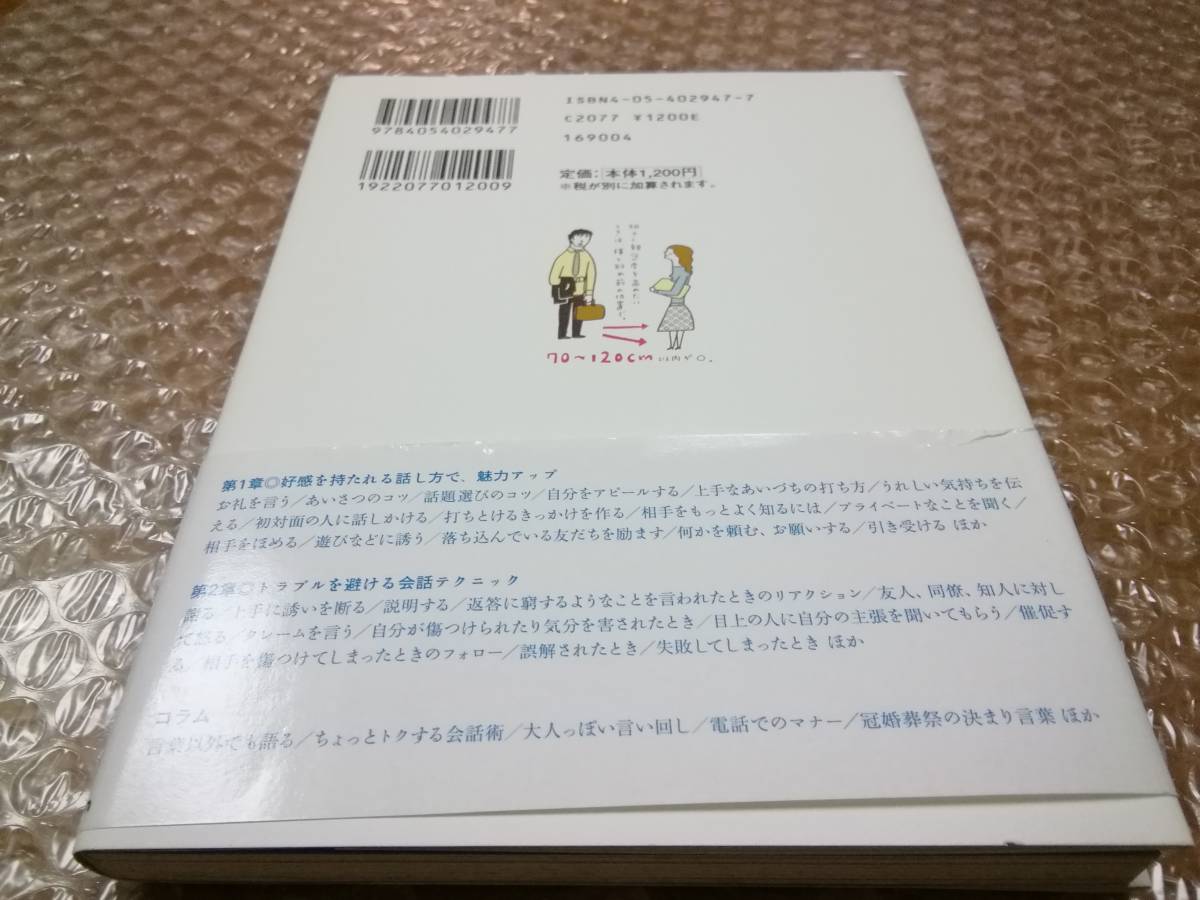 ISBN4-05-402947-7
C2077 ¥1200E
169004
9784054029477
1922077012009
定価：本体1,200円
※税が別に加算されます。
70～120cm以内が○。
第1章◎好感を持たれる話し方で、魅力アップ
お礼を言う／あいさつのコツ／話題選びのコツ／自分をアピールする／上手なあいづちの打ち方／うれしい気持ちを伝
える／初対面の人に話しかける／打ちとけるきっかけを作る／相手をもっとよく知るには／プライベートなことを聞く／
相手をほめる／遊びなどに誘う／落ち込んでいる友だちを励ます／何かを頼む、お願いする／引き受ける ほか
第2章◎トラブルを避ける会話テクニック
謝る／上手に誘いを断る／説明する／返答に窮するようなことを言われたときのリアクション／友人、同僚、知人に対し
て怒る／クレームを言う／自分が傷つけられたり気分を害されたとき／目上の人に自分の主張を聞いてもらう／催促す
る／相手を傷つけてしまったときのフォロー／誤解されたとき／失敗してしまったとき ほか
コラム
言葉以外でも語る／ちょっとトクする会話術／大人っぽい言い回し／電話でのマナー／冠婚葬祭の決まり言葉 ほか